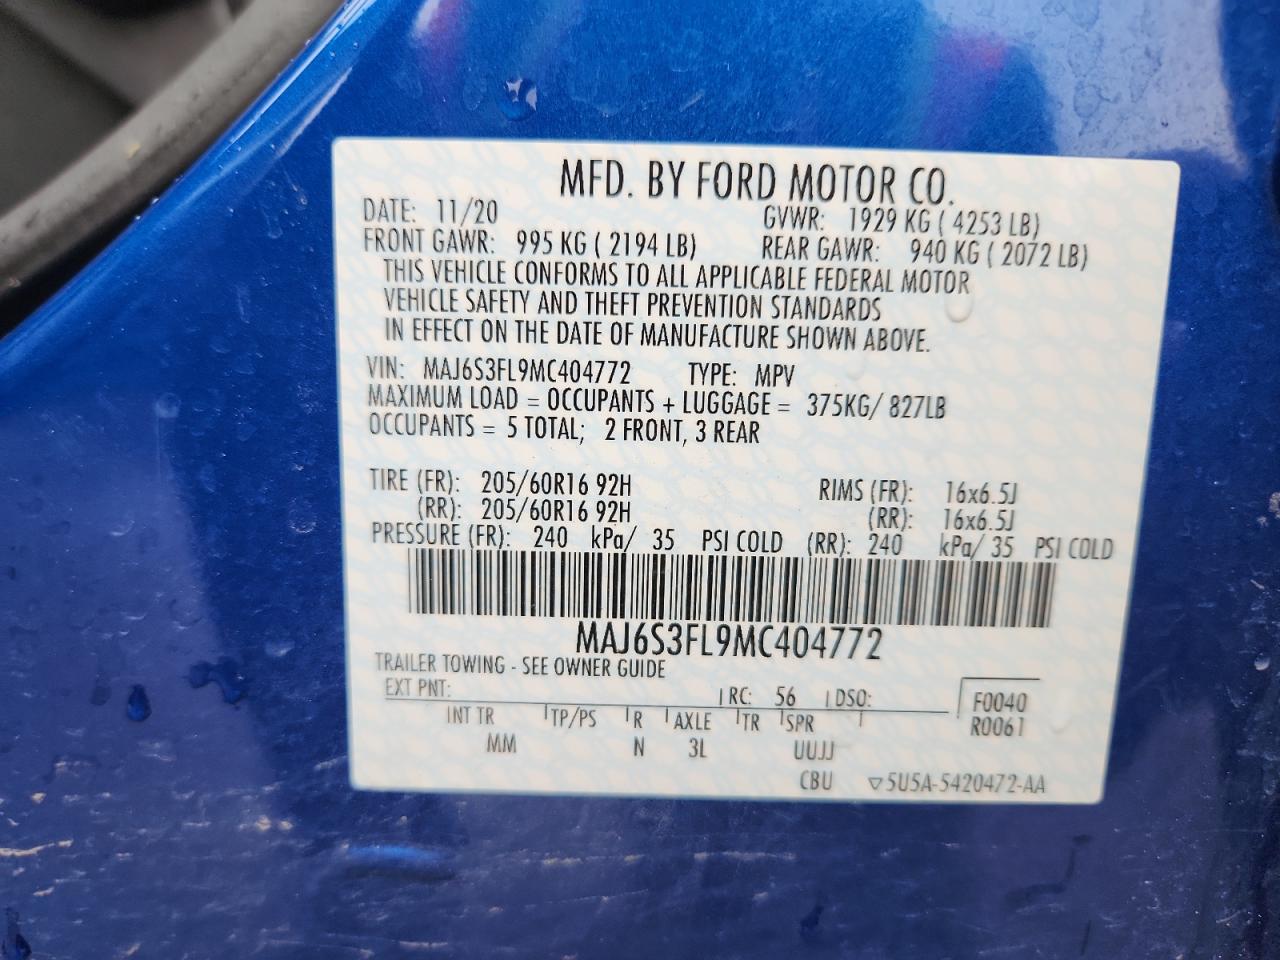 MFD. BY FORD MOTOR CO.
DATE: 11/20 GVWR: 1929 KG ( 4253 LB)
FRONT GAWR: 995 KG ( 2194 LB) REAR GAWR: 940 KG ( 2072 LB)
THIS VEHICLE CONFORMS TO ALL APPLICABLE FEDERAL MOTOR
VEHICLE SAFETY AND THEFT PREVENTION STANDARDS
IN EFFECT ON THE DATE OF MANUFACTURE SHOWN ABOVE.
VIN: MAJ6S3FL9MC404772 TYPE: MPV
MAXIMUM LOAD = OCCUPANTS + LUGGAGE = 375KG/ 827LB
OCCUPANTS = 5 TOTAL; 2 FRONT, 3 REAR
TIRE (FR): 205/60R16 92H RIMS (FR): 16x6.5J
(RR): 205/60R16 92H (RR): 16x6.5J
PRESSURE (FR): 240 kPa/ 35 PSI COLD (RR): 240 kPa/ 35 PSI COLD
MAJ6S3FL9MC404772
TRAILER TOWING - SEE OWNER GUIDE
EXT PNT: RC: 56 DSO: F0040
INT TR TP/PS R AXLE TR SPR R0061
MM N 3L UUJJ
CBU ▽5U5A-5420472-AA